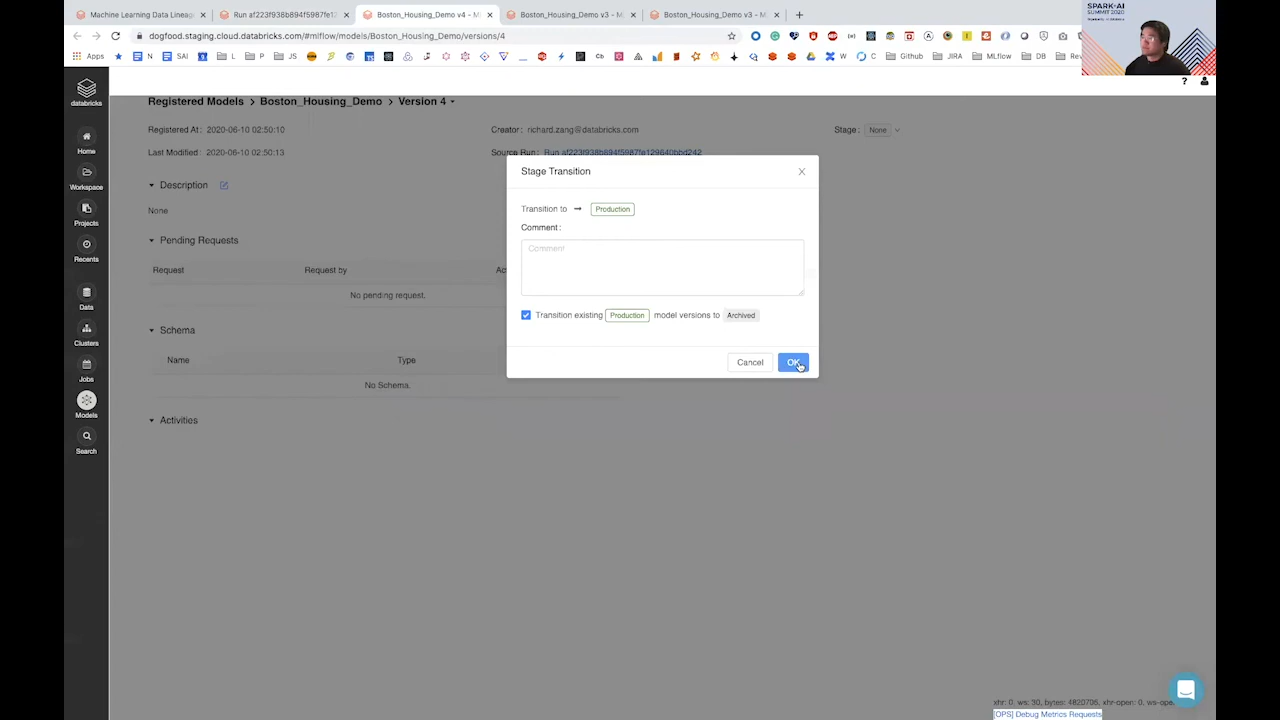 Machine Learning Data Lineag
Run af223f938b894f5987fe12
Boston_Housing_Demo v4 - M
Boston_Housing_Demo v3 - M
Boston_Housing_Demo v3 - M
SPARK+AI
SUMMIT 2020
dogfood.staging.cloud.databricks.com/#mlflow/models/Boston_Housing_Demo/versions/4
Apps
N
SAI
L
P
JS
W
C
Github
JIRA
MLflow
DB
Rev
databricks
Home
Workspace
Projects
Recents
Data
Clusters
Jobs
Models
Search
Registered Models > Boston_Housing_Demo > Version 4
Registered At: 2020-06-10 02:50:10
Creator: richard.zang@databricks.com
Stage: None
Last Modified: 2020-06-10 02:50:13
Source Run: Run af223f938b894f5987fe129640bbd242
Description
None
Pending Requests
Request
Request by
Ac
No pending request.
Schema
Name
Type
No Schema.
Activities
Stage Transition
Transition to → Production
Comment:
Comment
Transition existing Production model versions to Archived
Cancel
OK
xhr: 0, ws: 30, bytes: 4820706, xhr-open: 0, ws-ope
[OPS] Debug Metrics Requests